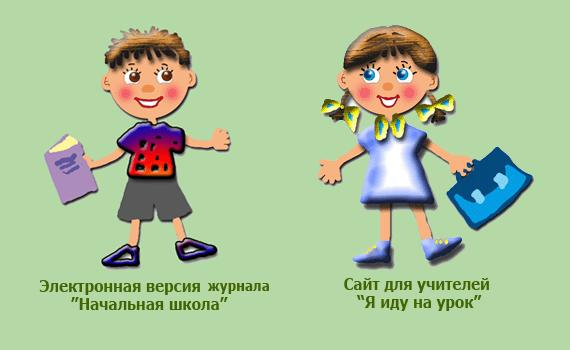 Электронная версия журнала
"Начальная школа"
Сайт для учителей
“Я иду на урок”